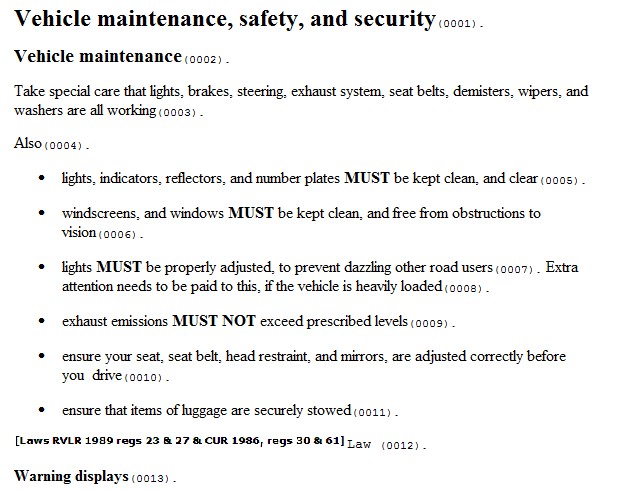 Vehicle maintenance, safety, and security(0001) .
Vehicle maintenance(0002) .
Take special care that lights, brakes, steering, exhaust system, seat belts, demisters, wipers, and
washers are all working(0003) .
Also(0004) .
• lights, indicators, reflectors, and number plates MUST be kept clean, and clear(0005) .
• windscreens, and windows MUST be kept clean, and free from obstructions to
vision(0006) .
• lights MUST be properly adjusted, to prevent dazzling other road users(0007) . Extra
attention needs to be paid to this, if the vehicle is heavily loaded(0008) .
• exhaust emissions MUST NOT exceed prescribed levels(0009) .
• ensure your seat, seat belt, head restraint, and mirrors, are adjusted correctly before
you drive(0010) .
• ensure that items of luggage are securely stowed(0011) .
[Laws RVLR 1989 regs 23 & 27 & CUR 1986, regs 30 & 61] Law (0012) .
Warning displays(0013) .